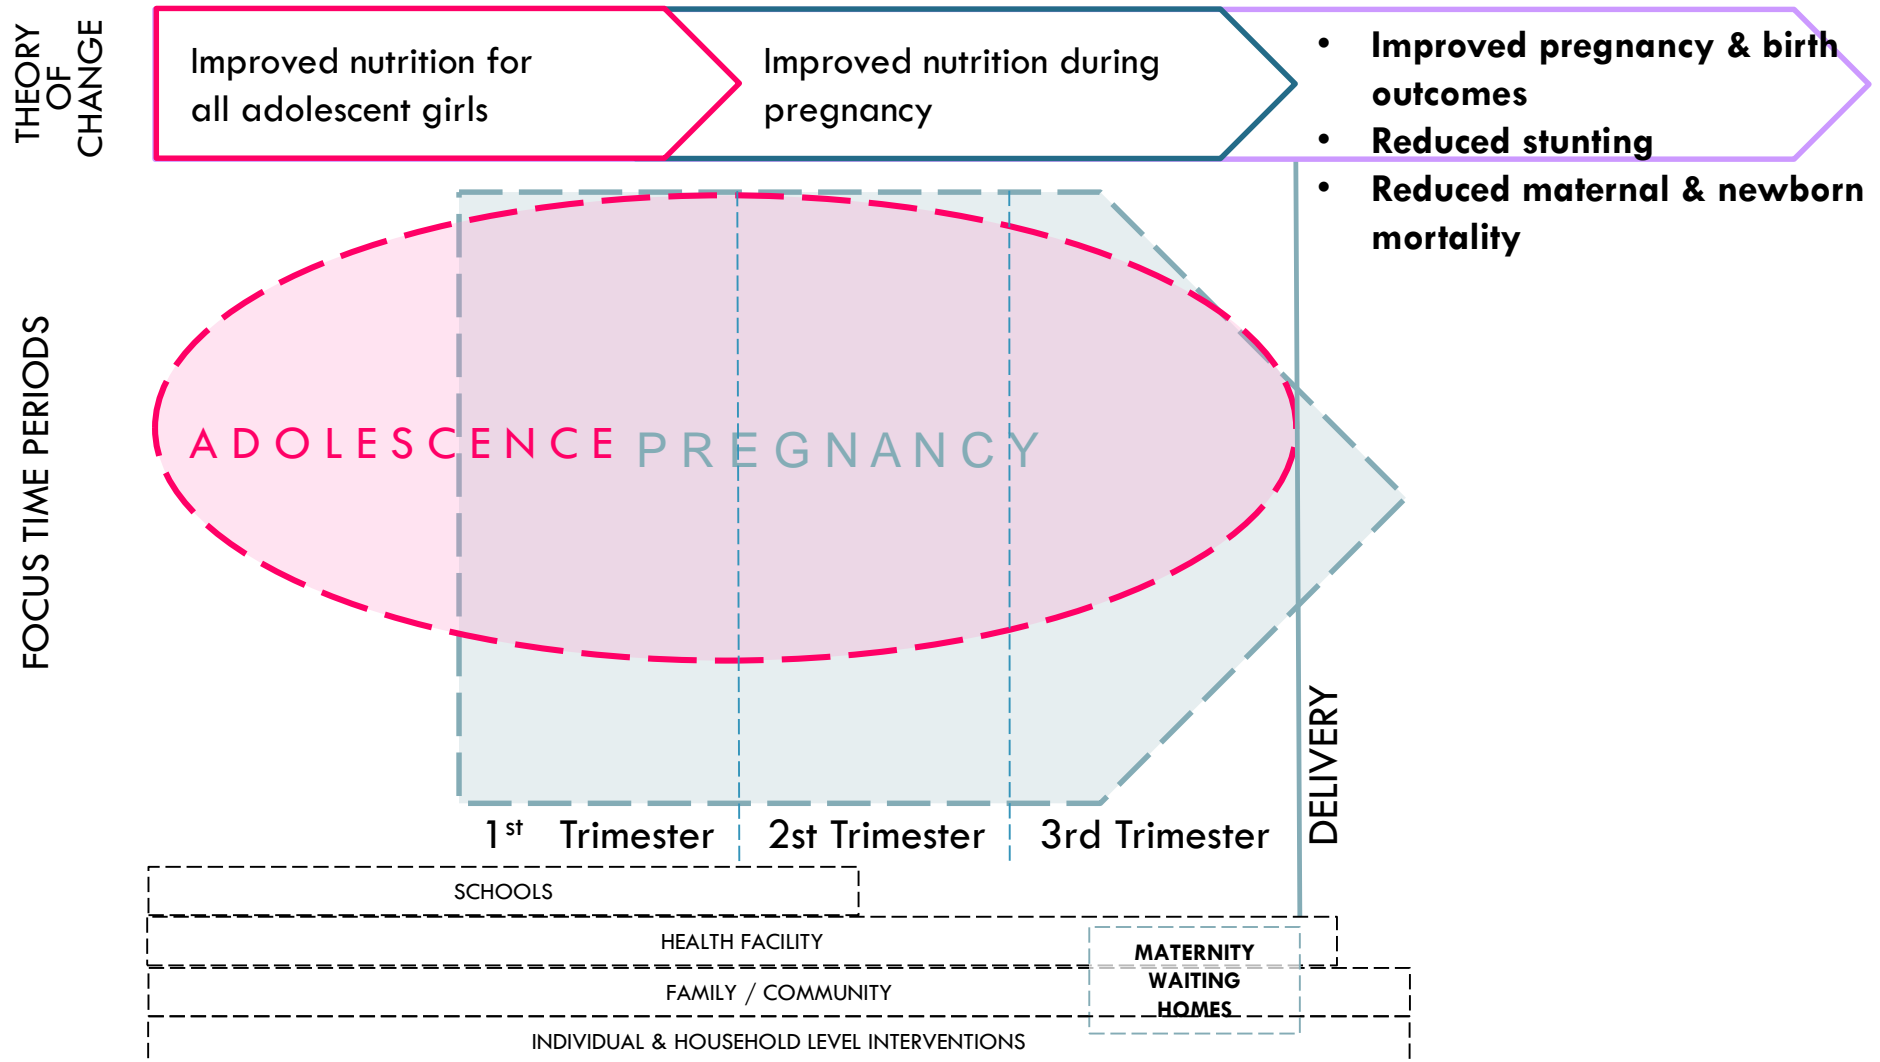 THEORY
OF
CHANGE
Improved nutrition for
all adolescent girls
Improved nutrition during
pregnancy
• Improved pregnancy & birth
outcomes
• Reduced stunting
• Reduced maternal & newborn
mortality
FOCUS TIME PERIODS
ADOLESCENCE
PREGNANCY
1st Trimester
2st Trimester
3rd Trimester
DELIVERY
SCHOOLS
HEALTH FACILITY
MATERNITY
WAITING
HOMES
FAMILY / COMMUNITY
INDIVIDUAL & HOUSEHOLD LEVEL INTERVENTIONS